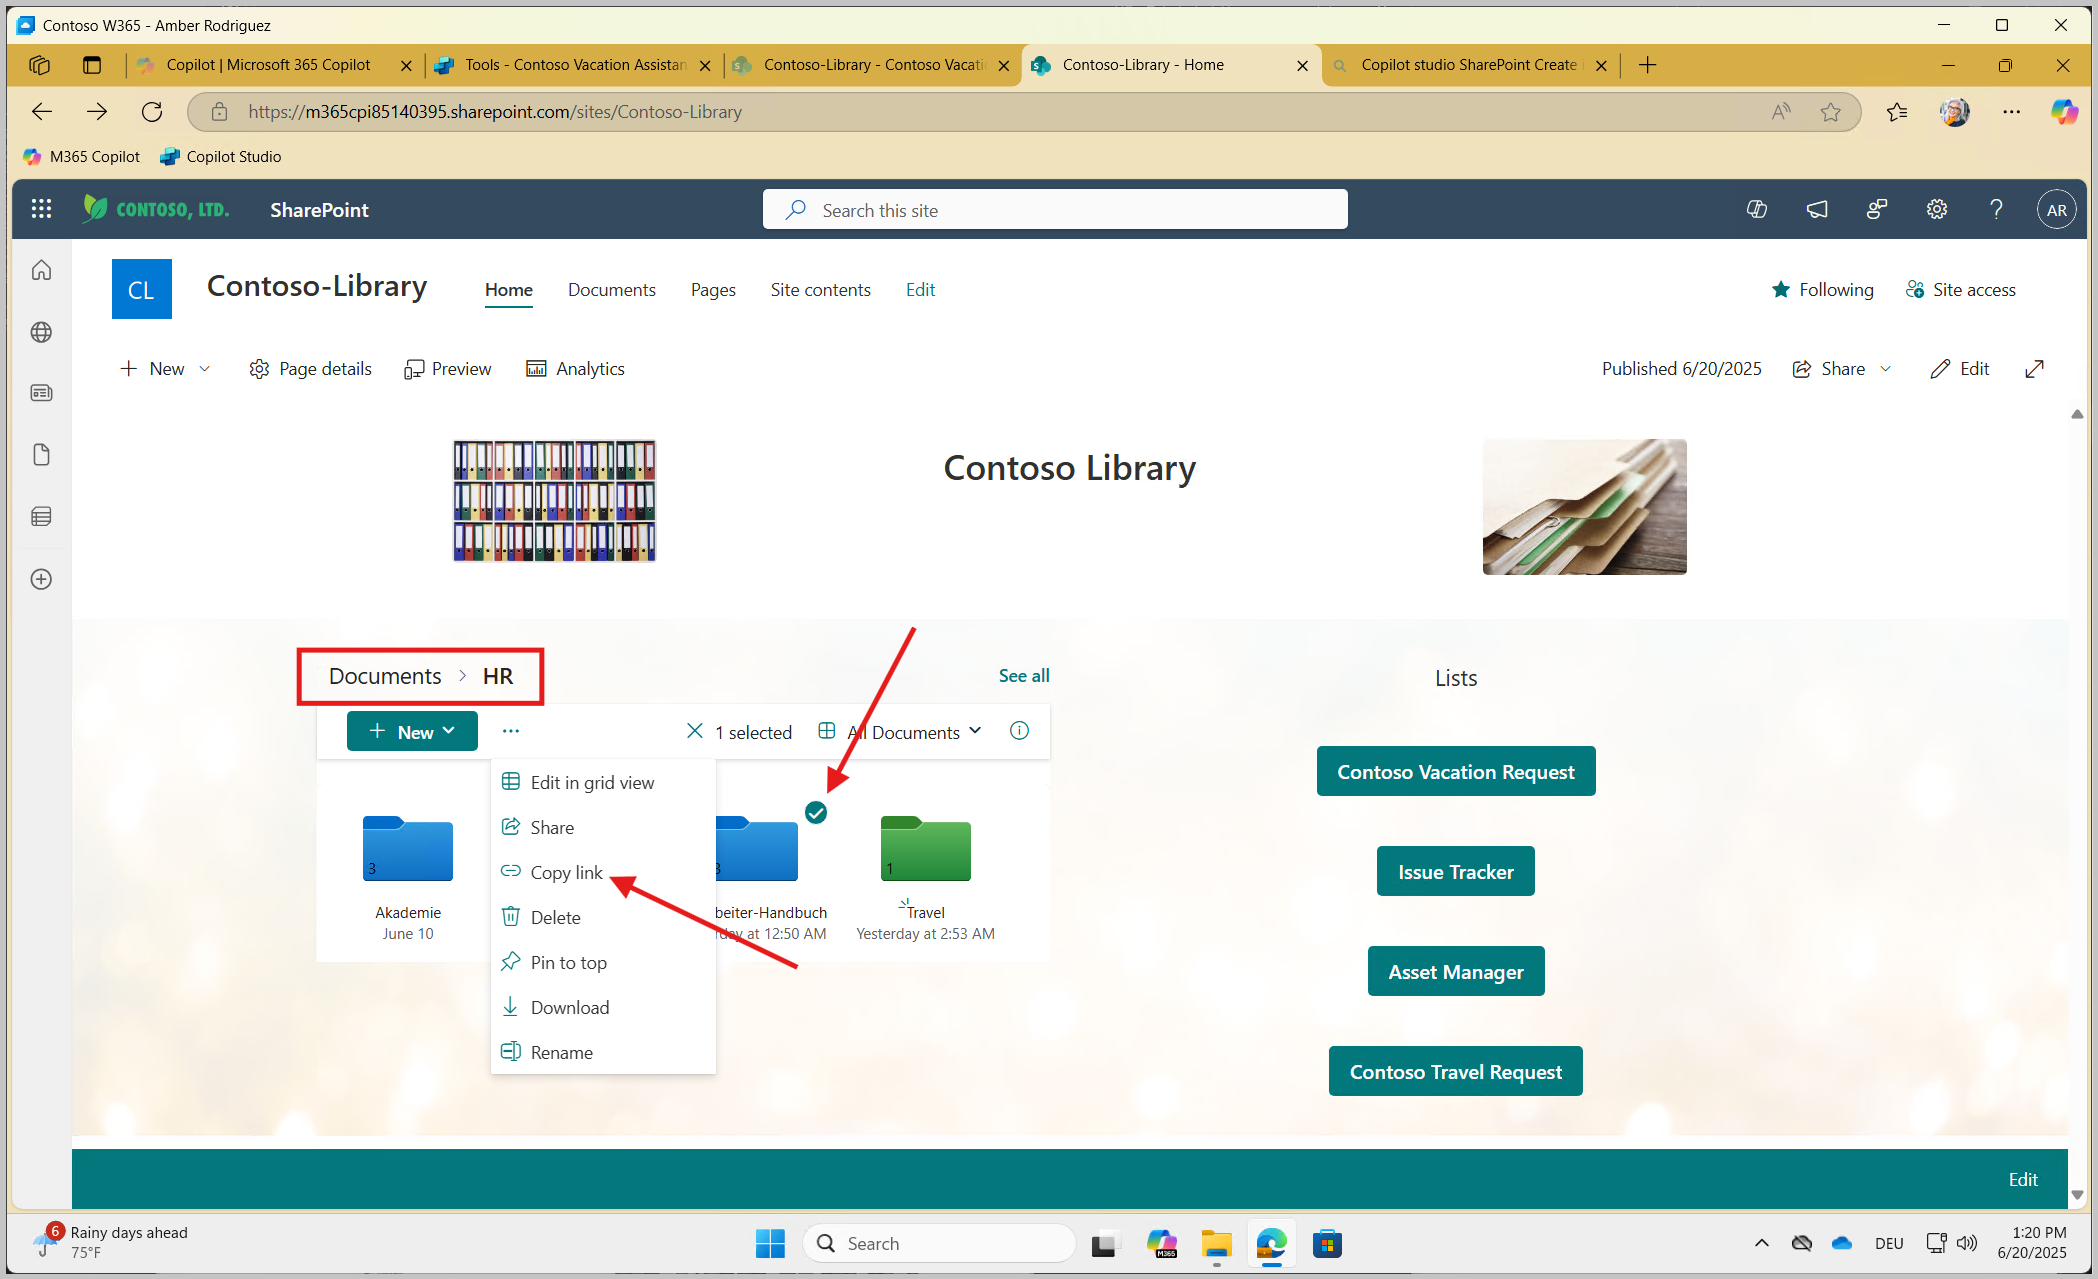 Contoso W365 - Amber Rodriguez
Copilot | Microsoft 365 Copilot
Tools - Contoso Vacation Assistan
Contoso-Library - Contoso Vacati
Contoso-Library - Home
Copilot studio SharePoint Create
https://m365cpi85140395.sharepoint.com/sites/Contoso-Library
M365 Copilot
Copilot Studio
CONTOSO, LTD.
SharePoint
Search this site
AR
CL
Contoso-Library
Home
Documents
Pages
Site contents
Edit
Following
Site access
New
Page details
Preview
Analytics
Published 6/20/2025
Share
Edit
Contoso Library
Documents > HR
See all
Lists
New
1 selected
All Documents
Contoso Vacation Request
Edit in grid view
Share
Copy link
Delete
Pin to top
Download
Rename
3
Akademie
June 10
3
beiter-Handbuch
day at 12:50 AM
1
Travel
Yesterday at 2:53 AM
Issue Tracker
Asset Manager
Contoso Travel Request
Edit
6
Rainy days ahead
75°F
Search
M365
DEU
1:20 PM
6/20/2025